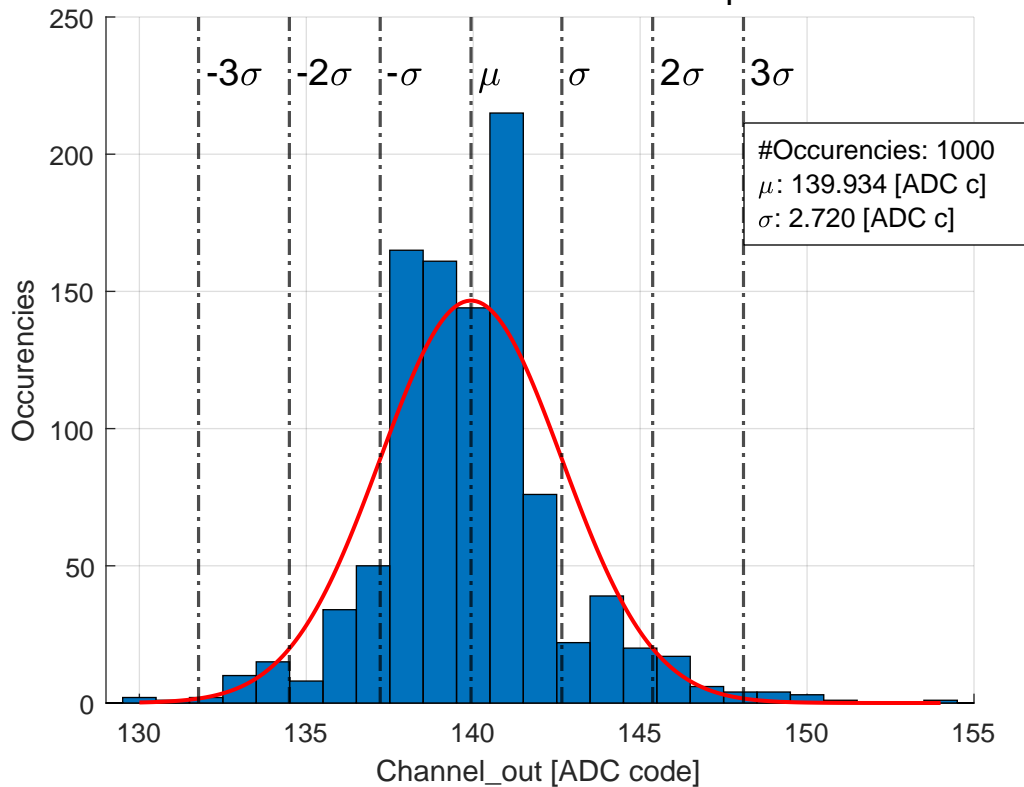 250
-3σ
-2σ
-σ
μ
σ
2σ
3σ
200
#Occurencies: 1000
μ: 139.934 [ADC c]
σ: 2.720 [ADC c]
150
100
50
0
Occurencies
130
135
140
145
150
155
Channel_out [ADC code]